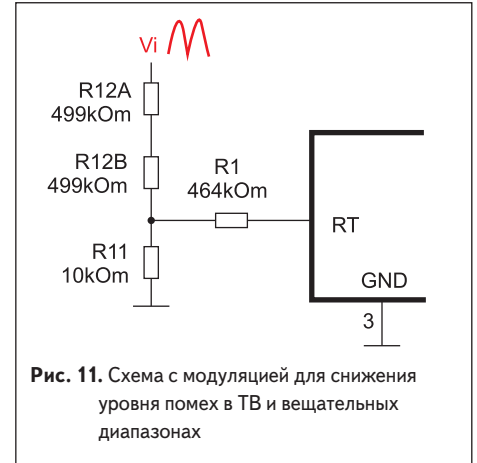 Vi
R12A
499kOm
R12B
499kOm
R1
464kOm
R11
10kOm
RT
GND
3
Рис. 11. Схема с модуляцией для снижения
уровня помех в ТВ и вещательных
диапазонах